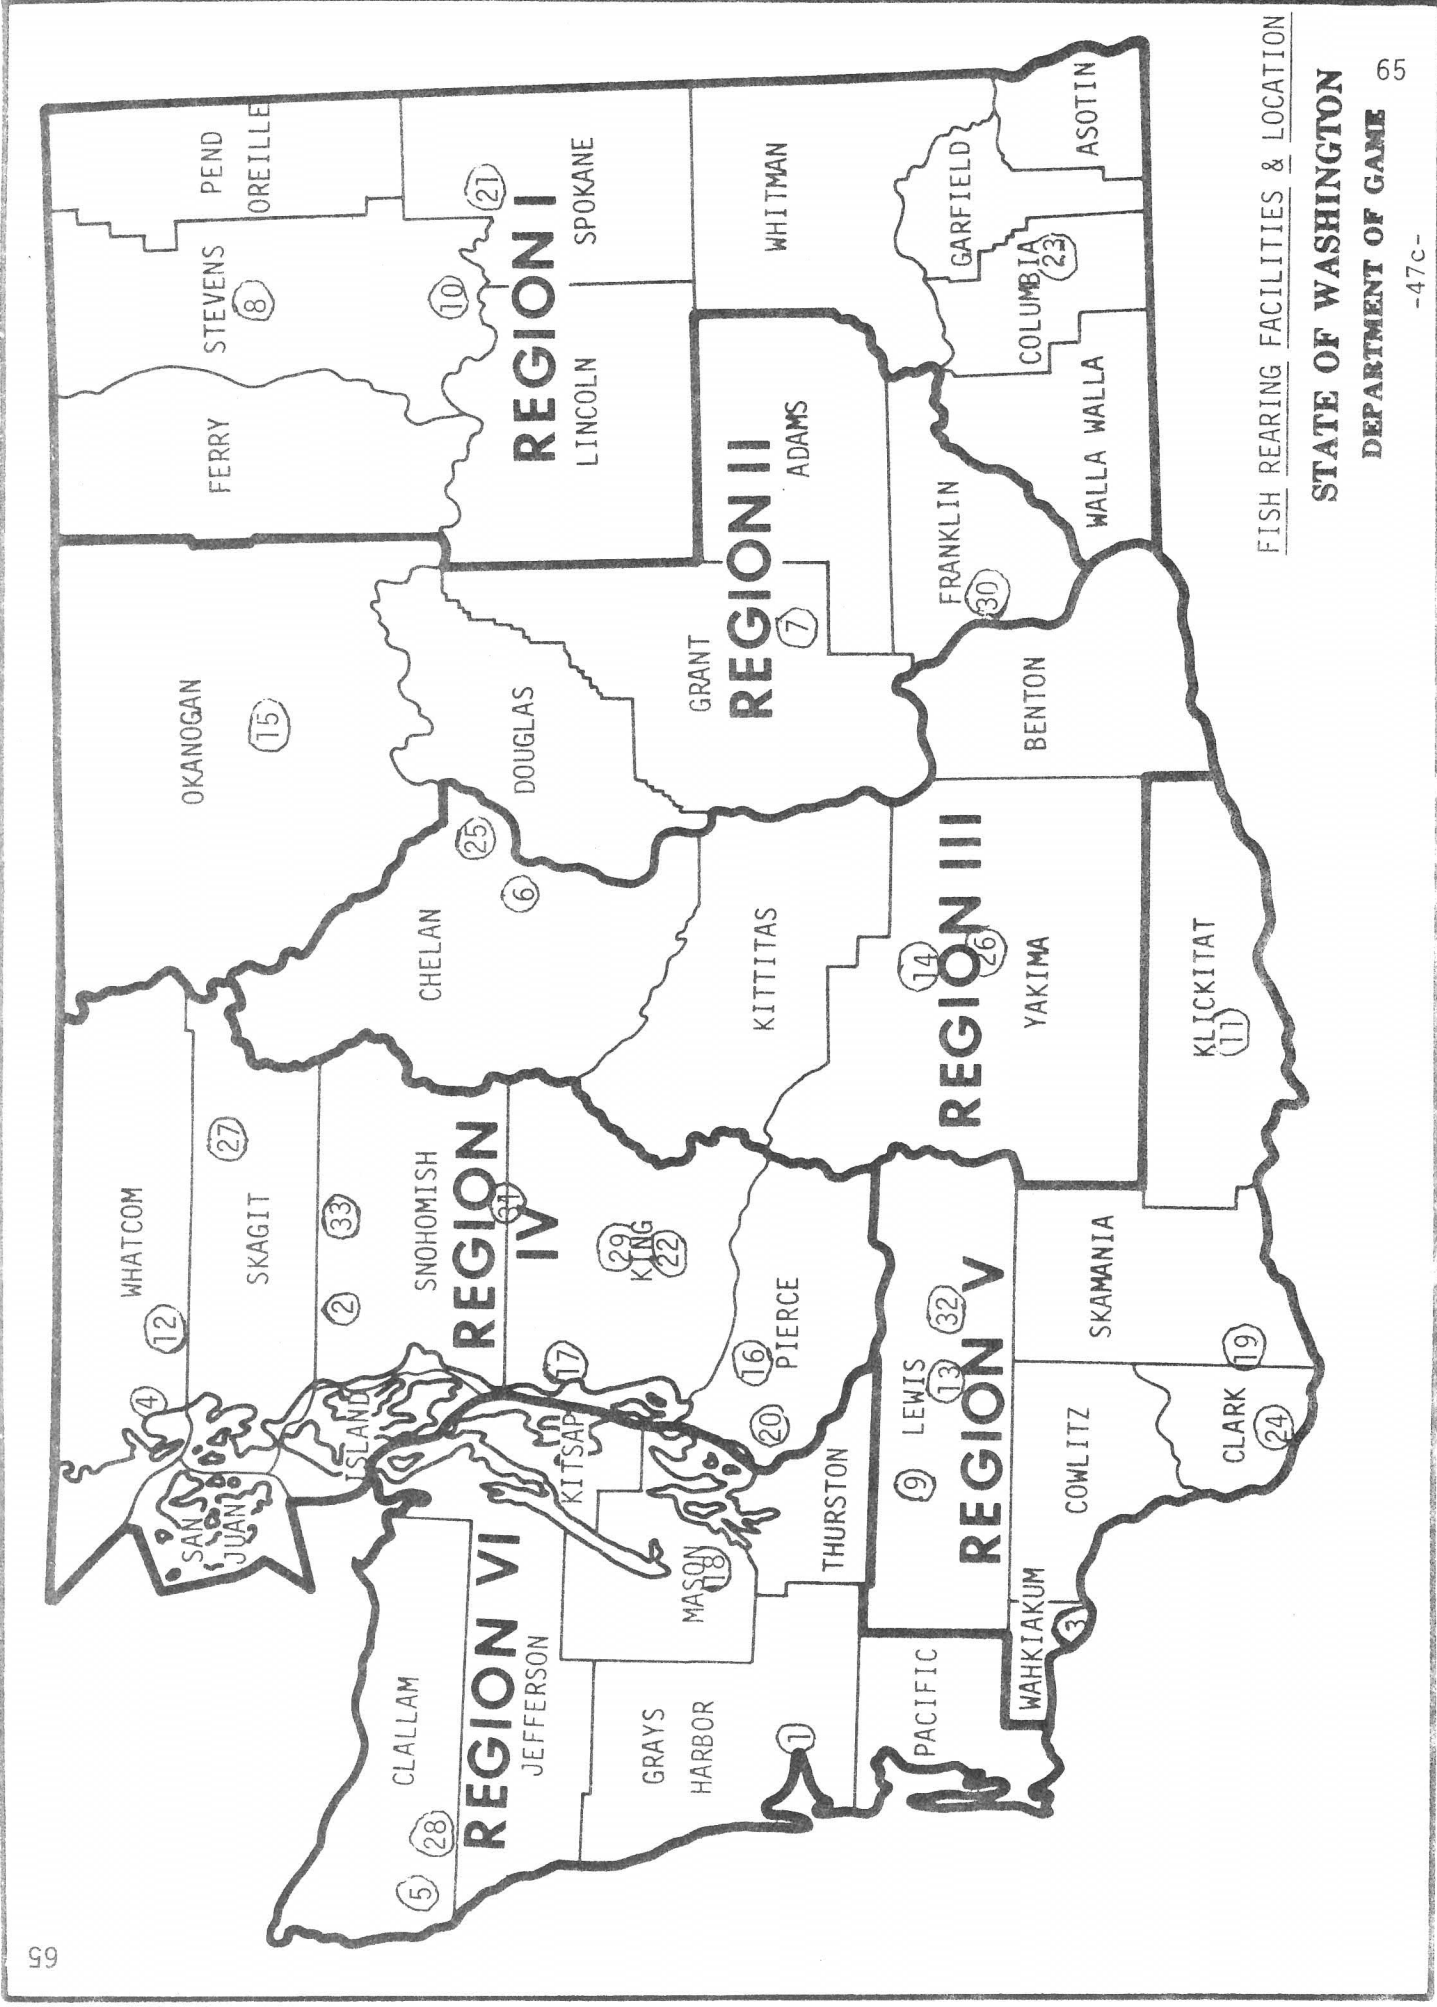 WHATCOM
12
4
SAN
JUAN
SKAGIT
27
ISLAND
33
2
SNOHOMISH
REGION
IV
31
29
KING
22
17
PIERCE
16
20
OKANOGAN
15
CHELAN
25
6
DOUGLAS
GRANT
REGION II
7
ADAMS
FERRY
STEVENS
8
10
PEND
OREILLE
21
REGION I
LINCOLN
SPOKANE
WHITMAN
GARFIELD
COLUMBIA
23
ASOTIN
WALLA WALLA
FRANKLIN
30
BENTON
KITTITAS
14
REGION III
26
YAKIMA
KLICKITAT
11
CLALLAM
28
5
REGION VI
JEFFERSON
KITSAP
MASON
18
GRAYS
HARBOR
1
THURSTON
PACIFIC
9
LEWIS
13
32
REGION V
WAHKIAKUM
3
COWLITZ
SKAMANIA
19
CLARK
24
FISH REARING FACILITIES & LOCATION
STATE OF WASHINGTON
DEPARTMENT OF GAME
65
-47c-
65